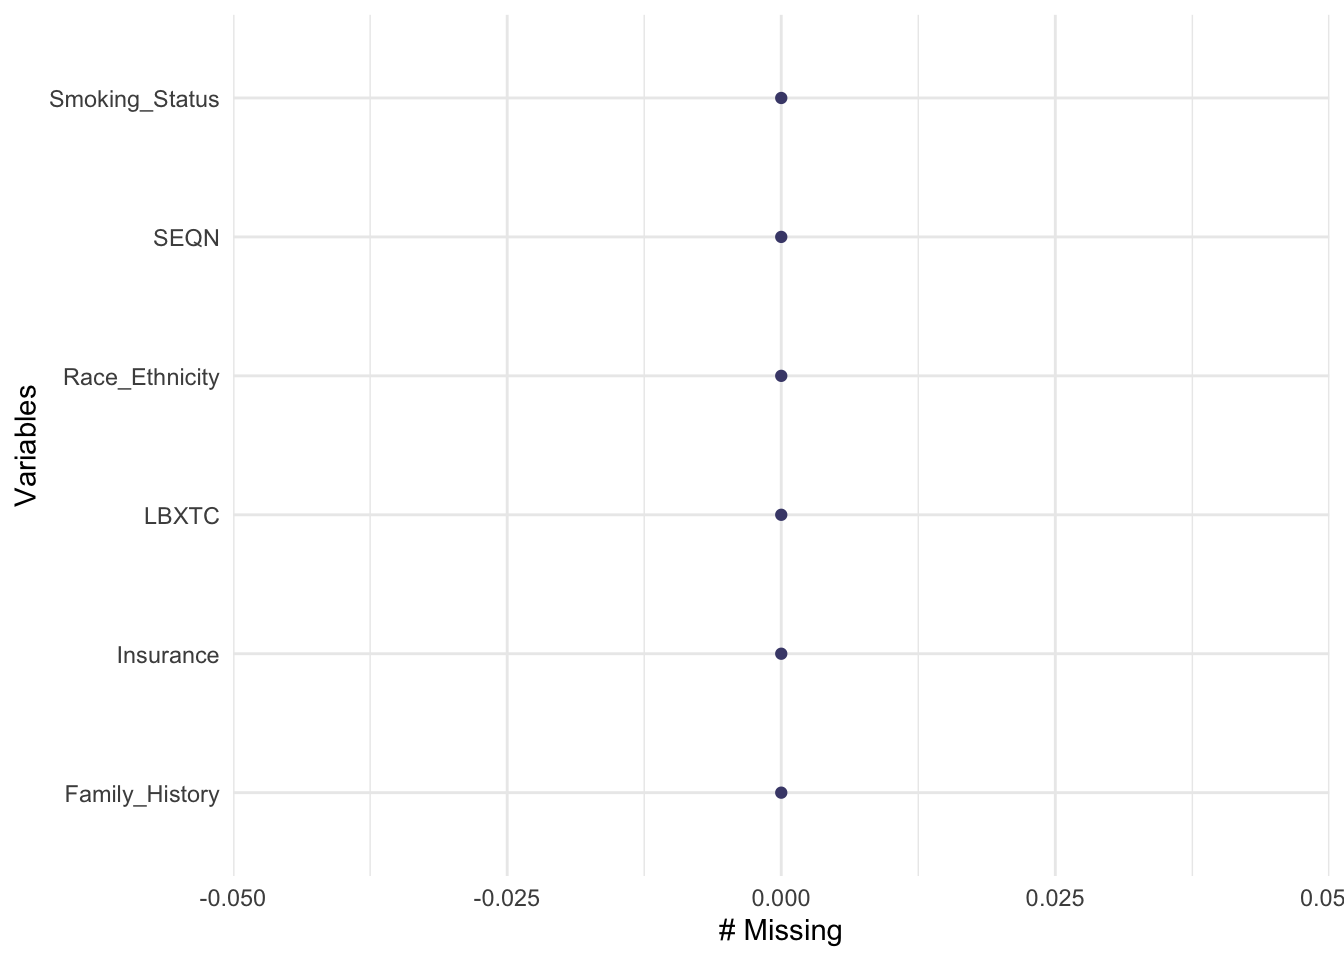 Smoking_Status
SEQN
Race_Ethnicity
LBXTC
Insurance
Family_History
Variables
-0.050
-0.025
0.000
0.025
0.05
# Missing